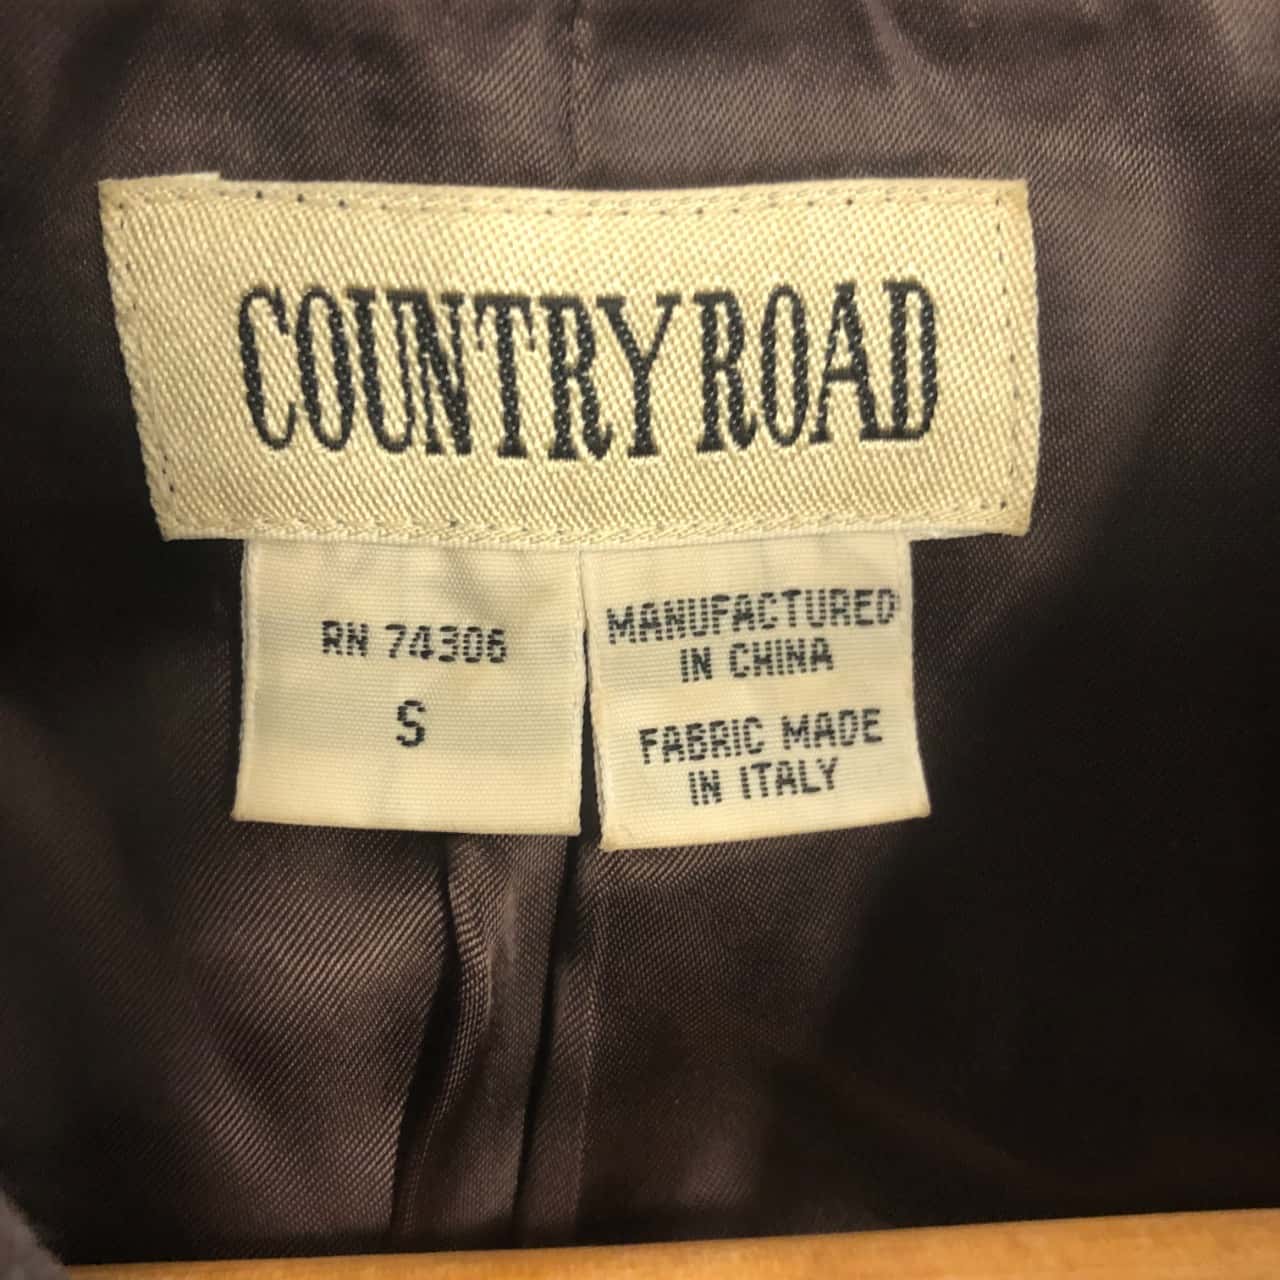 COUNTRY ROAD
RN 74306
S
MANUFACTURED
IN CHINA
FABRIC MADE
IN ITALY